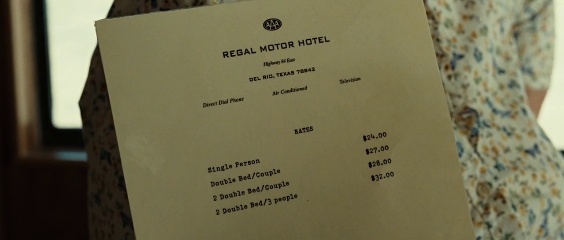 REGAL MOTOR HOTEL
Highway 90 East
DEL RIO, TEXAS 78842
Direct Dial Phone Air Conditioned Television
RATES
Single Person $24.00
Double Bed/Couple $27.00
2 Double Bed/Couple $28.00
2 Double Bed/3 people $32.00